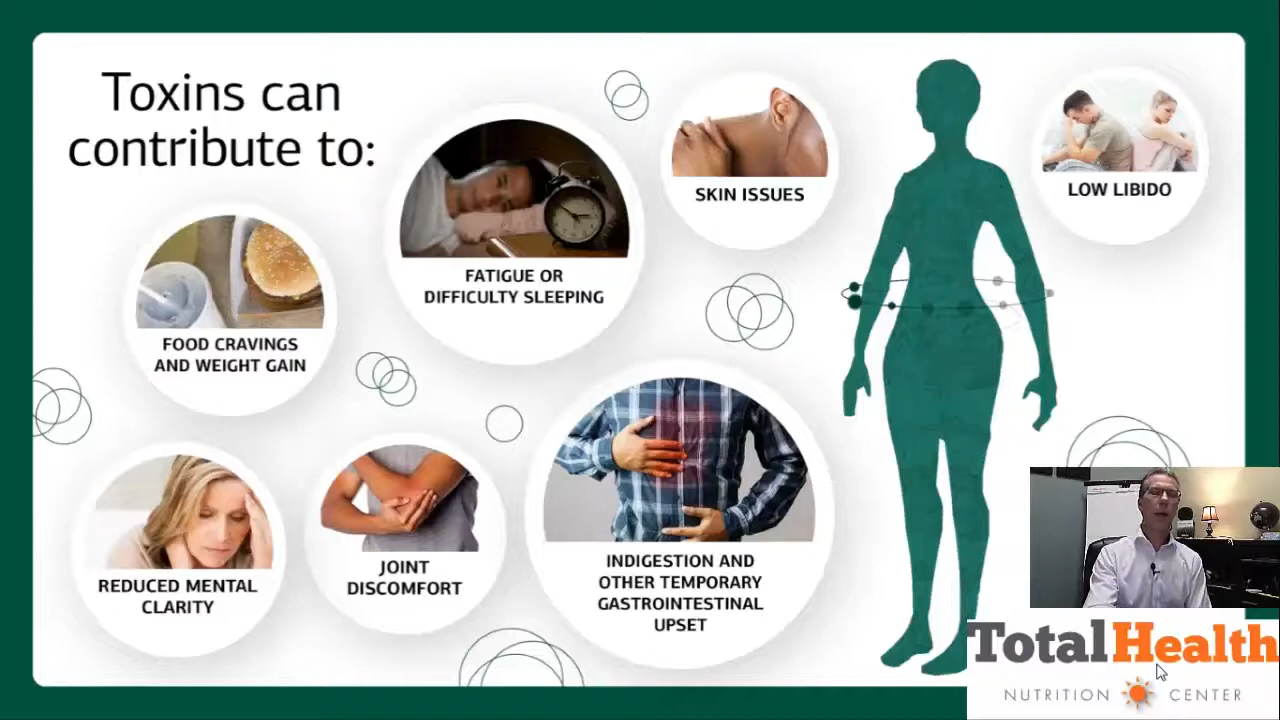 Toxins can
contribute to:
FOOD CRAVINGS
AND WEIGHT GAIN
FATIGUE OR
DIFFICULTY SLEEPING
SKIN ISSUES
LOW LIBIDO
REDUCED MENTAL
CLARITY
JOINT
DISCOMFORT
INDIGESTION AND
OTHER TEMPORARY
GASTROINTESTINAL
UPSET
TotalHealth
NUTRITION CENTER